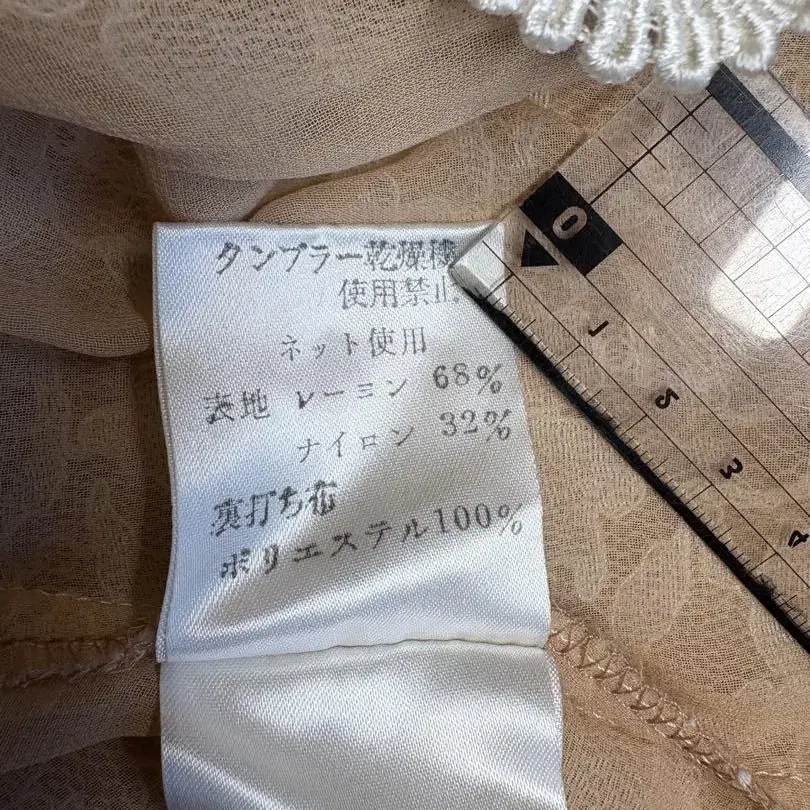 タンブラー乾燥機
使用禁止
ネット使用
表地 レーヨン 68%
ナイロン 32%
裏打ち布
ポリエステル100%
0
1
2
3
4